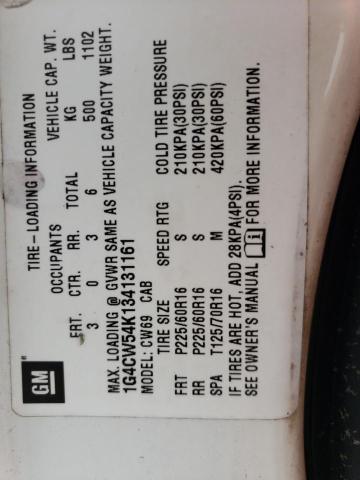 GM
TIRE-LOADING INFORMATION
OCCUPANTS VEHICLE CAP. WT.
FRT. CTR. RR. TOTAL KG LBS
3 0 3 6 500 1102
MAX. LOADING @ GVWR SAME AS VEHICLE CAPACITY WEIGHT.
1G4CW54K134131161
MODEL: CW69 CAB
TIRE SIZE SPEED RTG COLD TIRE PRESSURE
FRT P225/60R16 S 210KPA(30PSI)
RR P225/60R16 S 210KPA(30PSI)
SPA T125/70R16 M 420KPA(60PSI)
IF TIRES ARE HOT, ADD 28KPA(4PSI).
SEE OWNER'S MANUAL i FOR MORE INFORMATION.